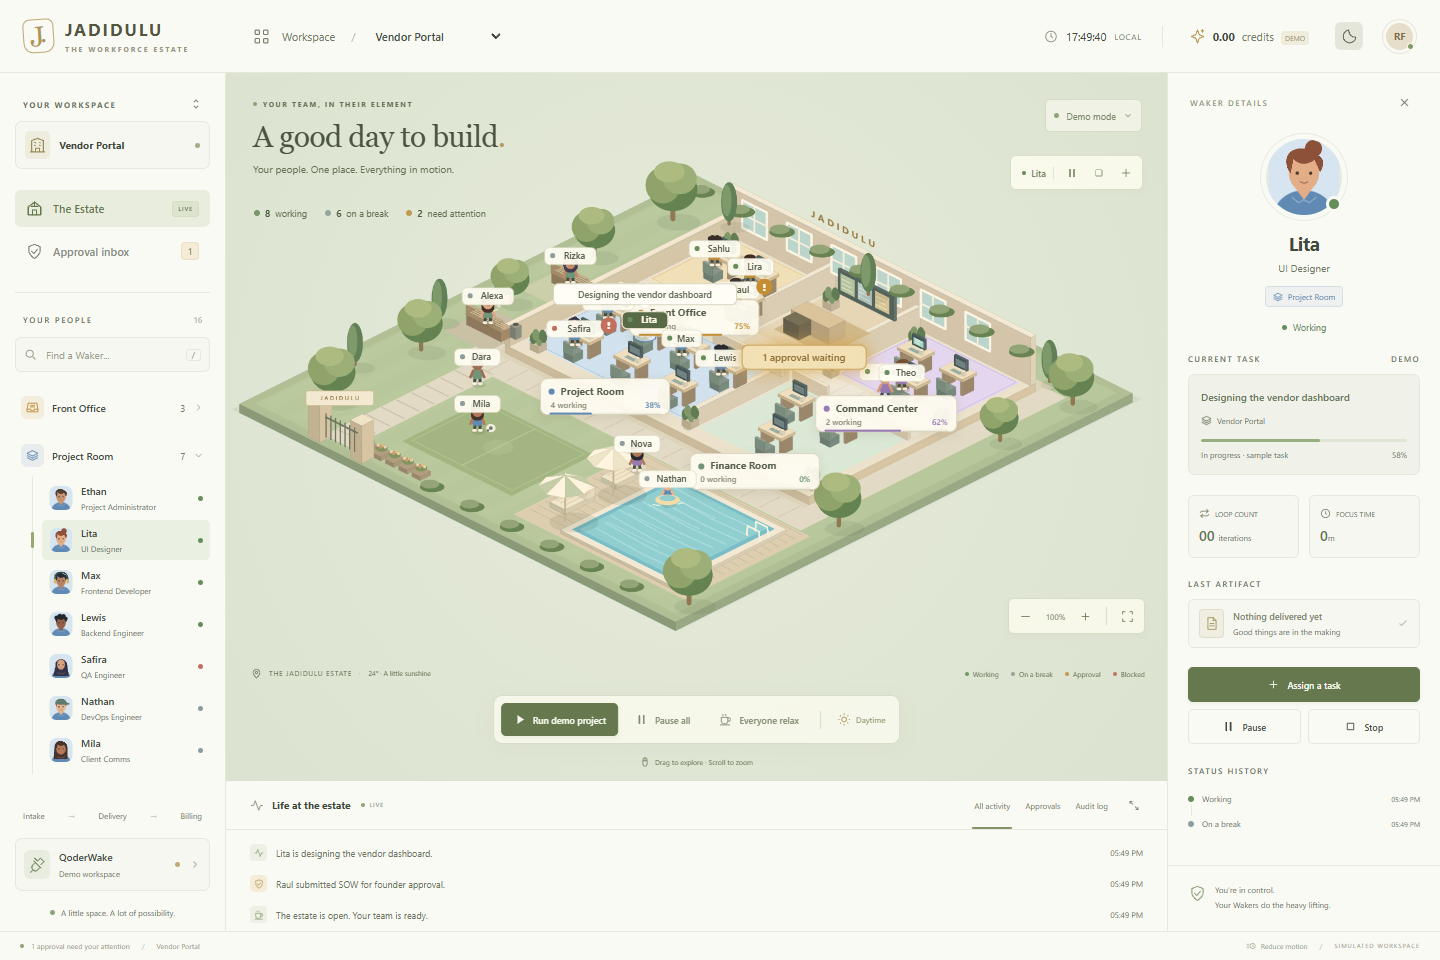 JADIDULU
THE WORKFORCE ESTATE
Workspace / Vendor Portal
17:49:40 LOCAL
0.00 credits DEMO
RF
YOUR WORKSPACE
Vendor Portal
The Estate LIVE
Approval inbox 1
YOUR PEOPLE 16
Find a Waker... /
Front Office 3
Project Room 7
Ethan
Project Administrator
Lita
UI Designer
Max
Frontend Developer
Lewis
Backend Engineer
Safira
QA Engineer
Nathan
DevOps Engineer
Mila
Client Comms
Intake → Delivery → Billing
QoderWake
Demo workspace
A little space. A lot of possibility.
YOUR TEAM, IN THEIR ELEMENT
A good day to build.
Your people. One place. Everything in motion.
8 working 6 on a break 2 need attention
Demo mode
Lita
JADIDULU
Sahlu
Rizka
Lira
Designing the vendor dashboard
aul
Alexa
nt Office
ng 75%
Lita
Safira
Max
Dara
Lewis
1 approval waiting
Theo
Project Room
4 working 38%
JADIDULU
Mila
Command Center
2 working 62%
Nova
Finance Room
0 working 0%
Nathan
100%
THE JADIDULU ESTATE · 24° · A little sunshine
Working On a break Approval Blocked
Run demo project Pause all Everyone relax Daytime
Drag to explore · Scroll to zoom
Life at the estate LIVE
All activity Approvals Audit log
Lita is designing the vendor dashboard. 05:49 PM
Raul submitted SOW for founder approval. 05:49 PM
The estate is open. Your team is ready. 05:49 PM
WAKER DETAILS
Lita
UI Designer
Project Room
Working
CURRENT TASK DEMO
Designing the vendor dashboard
Vendor Portal
In progress · sample task 58%
LOOP COUNT
00 iterations
FOCUS TIME
0m
LAST ARTIFACT
Nothing delivered yet
Good things are in the making
Assign a task
Pause
Stop
STATUS HISTORY
Working 05:49 PM
On a break 05:49 PM
You're in control.
Your Wakers do the heavy lifting.
1 approval need your attention / Vendor Portal
Reduce motion / SIMULATED WORKSPACE